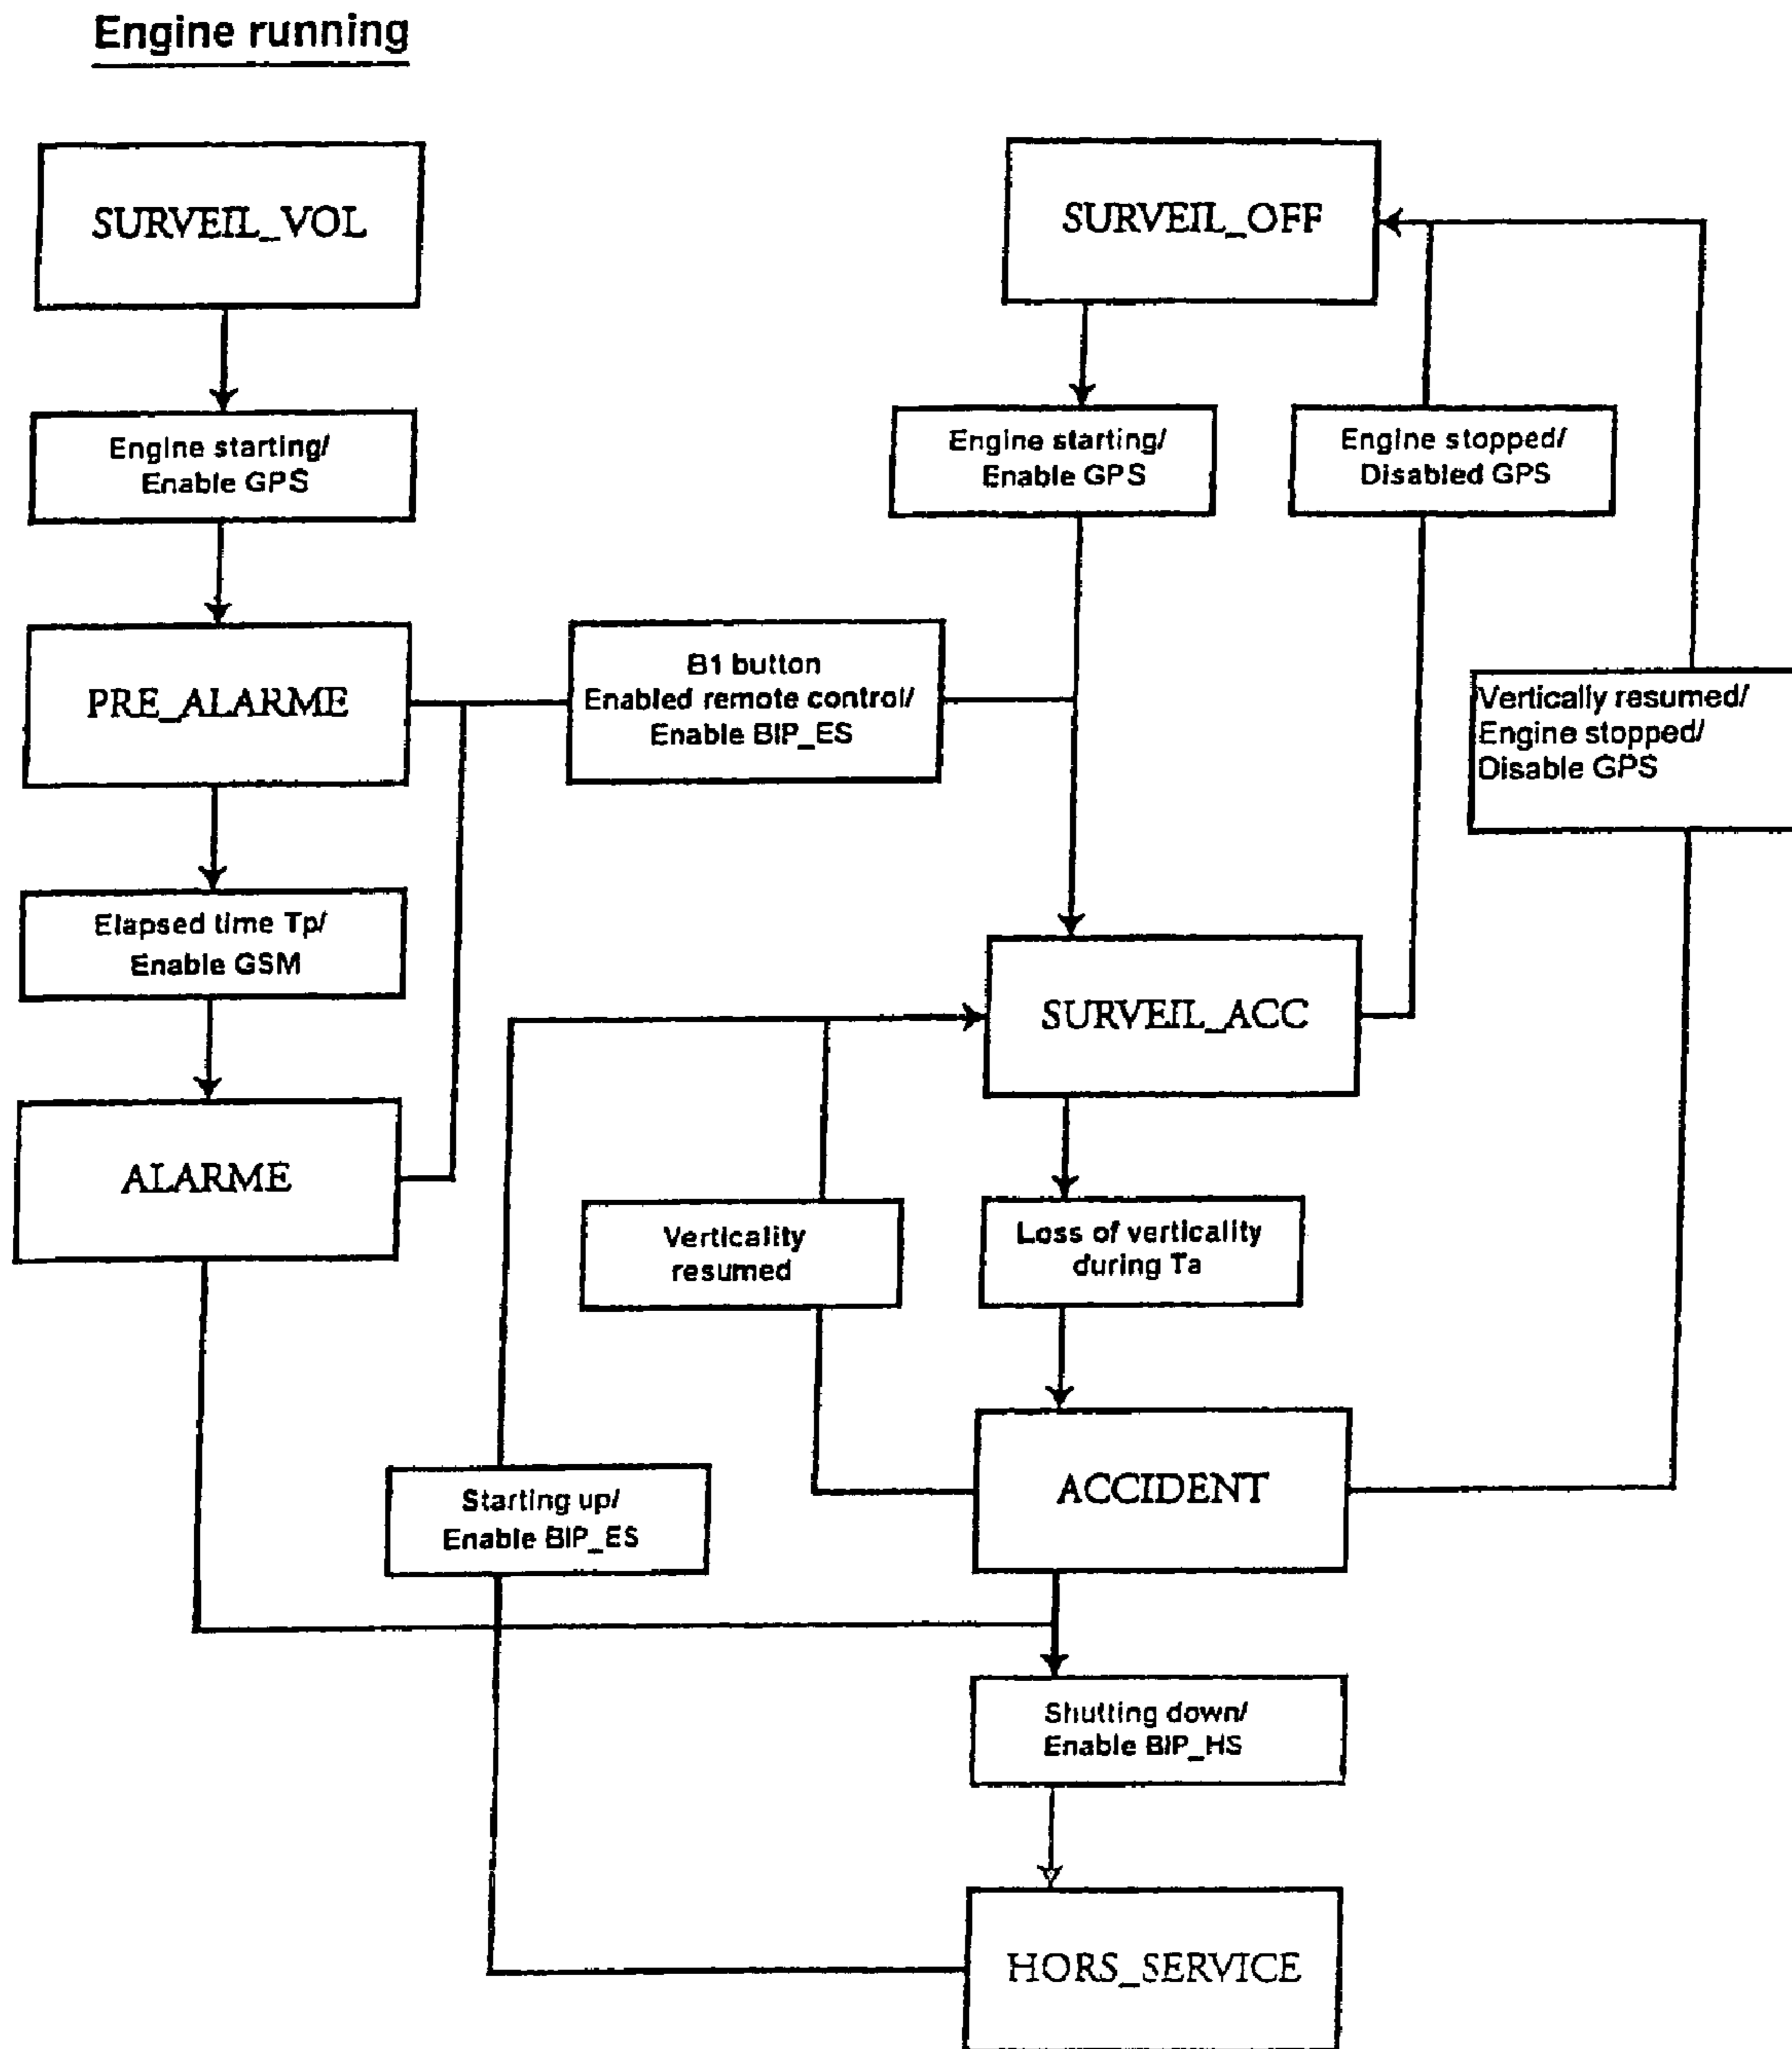 Engine running
SURVEIL_VOL
SURVEIL_OFF
Engine starting/
Enable GPS
Engine starting/
Enable GPS
Engine stopped/
Disabled GPS
PRE_ALARME
B1 button
Enabled remote control/
Enable BIP_ES
Vertically resumed/
Engine stopped/
Disable GPS
Elapsed time Tp/
Enable GSM
SURVEIL_ACC
ALARME
Verticality
resumed
Loss of verticality
during Ta
ACCIDENT
Starting up/
Enable BIP_ES
Shutting down/
Enable BIP_HS
HORS_SERVICE